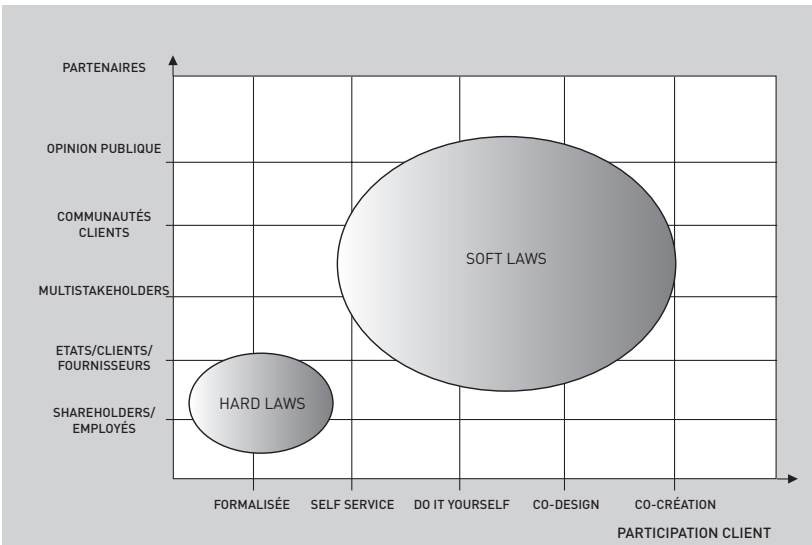 PARTENAIRES
OPINION PUBLIQUE
COMMUNAUTÉS
CLIENTS
MULTISTAKEHOLDERS
ETATS/CLIENTS/
FOURNISSEURS
SHAREHOLDERS/
EMPLOYÉS
SOFT LAWS
HARD LAWS
FORMALISÉE SELF SERVICE DO IT YOURSELF CO-DESIGN CO-CRÉATION
PARTICIPATION CLIENT